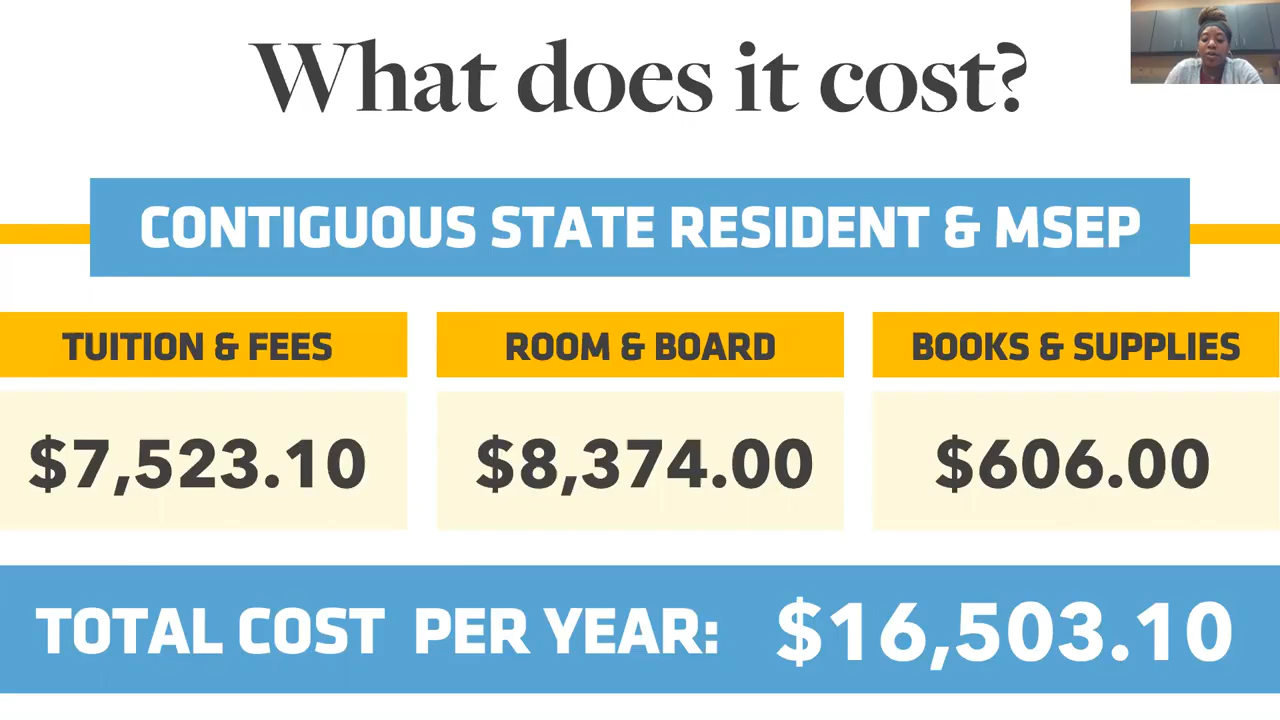 What does it cost?
CONTIGUOUS STATE RESIDENT & MSEP
TUITION & FEES
$7,523.10
ROOM & BOARD
$8,374.00
BOOKS & SUPPLIES
$606.00
TOTAL COST PER YEAR: $16,503.10